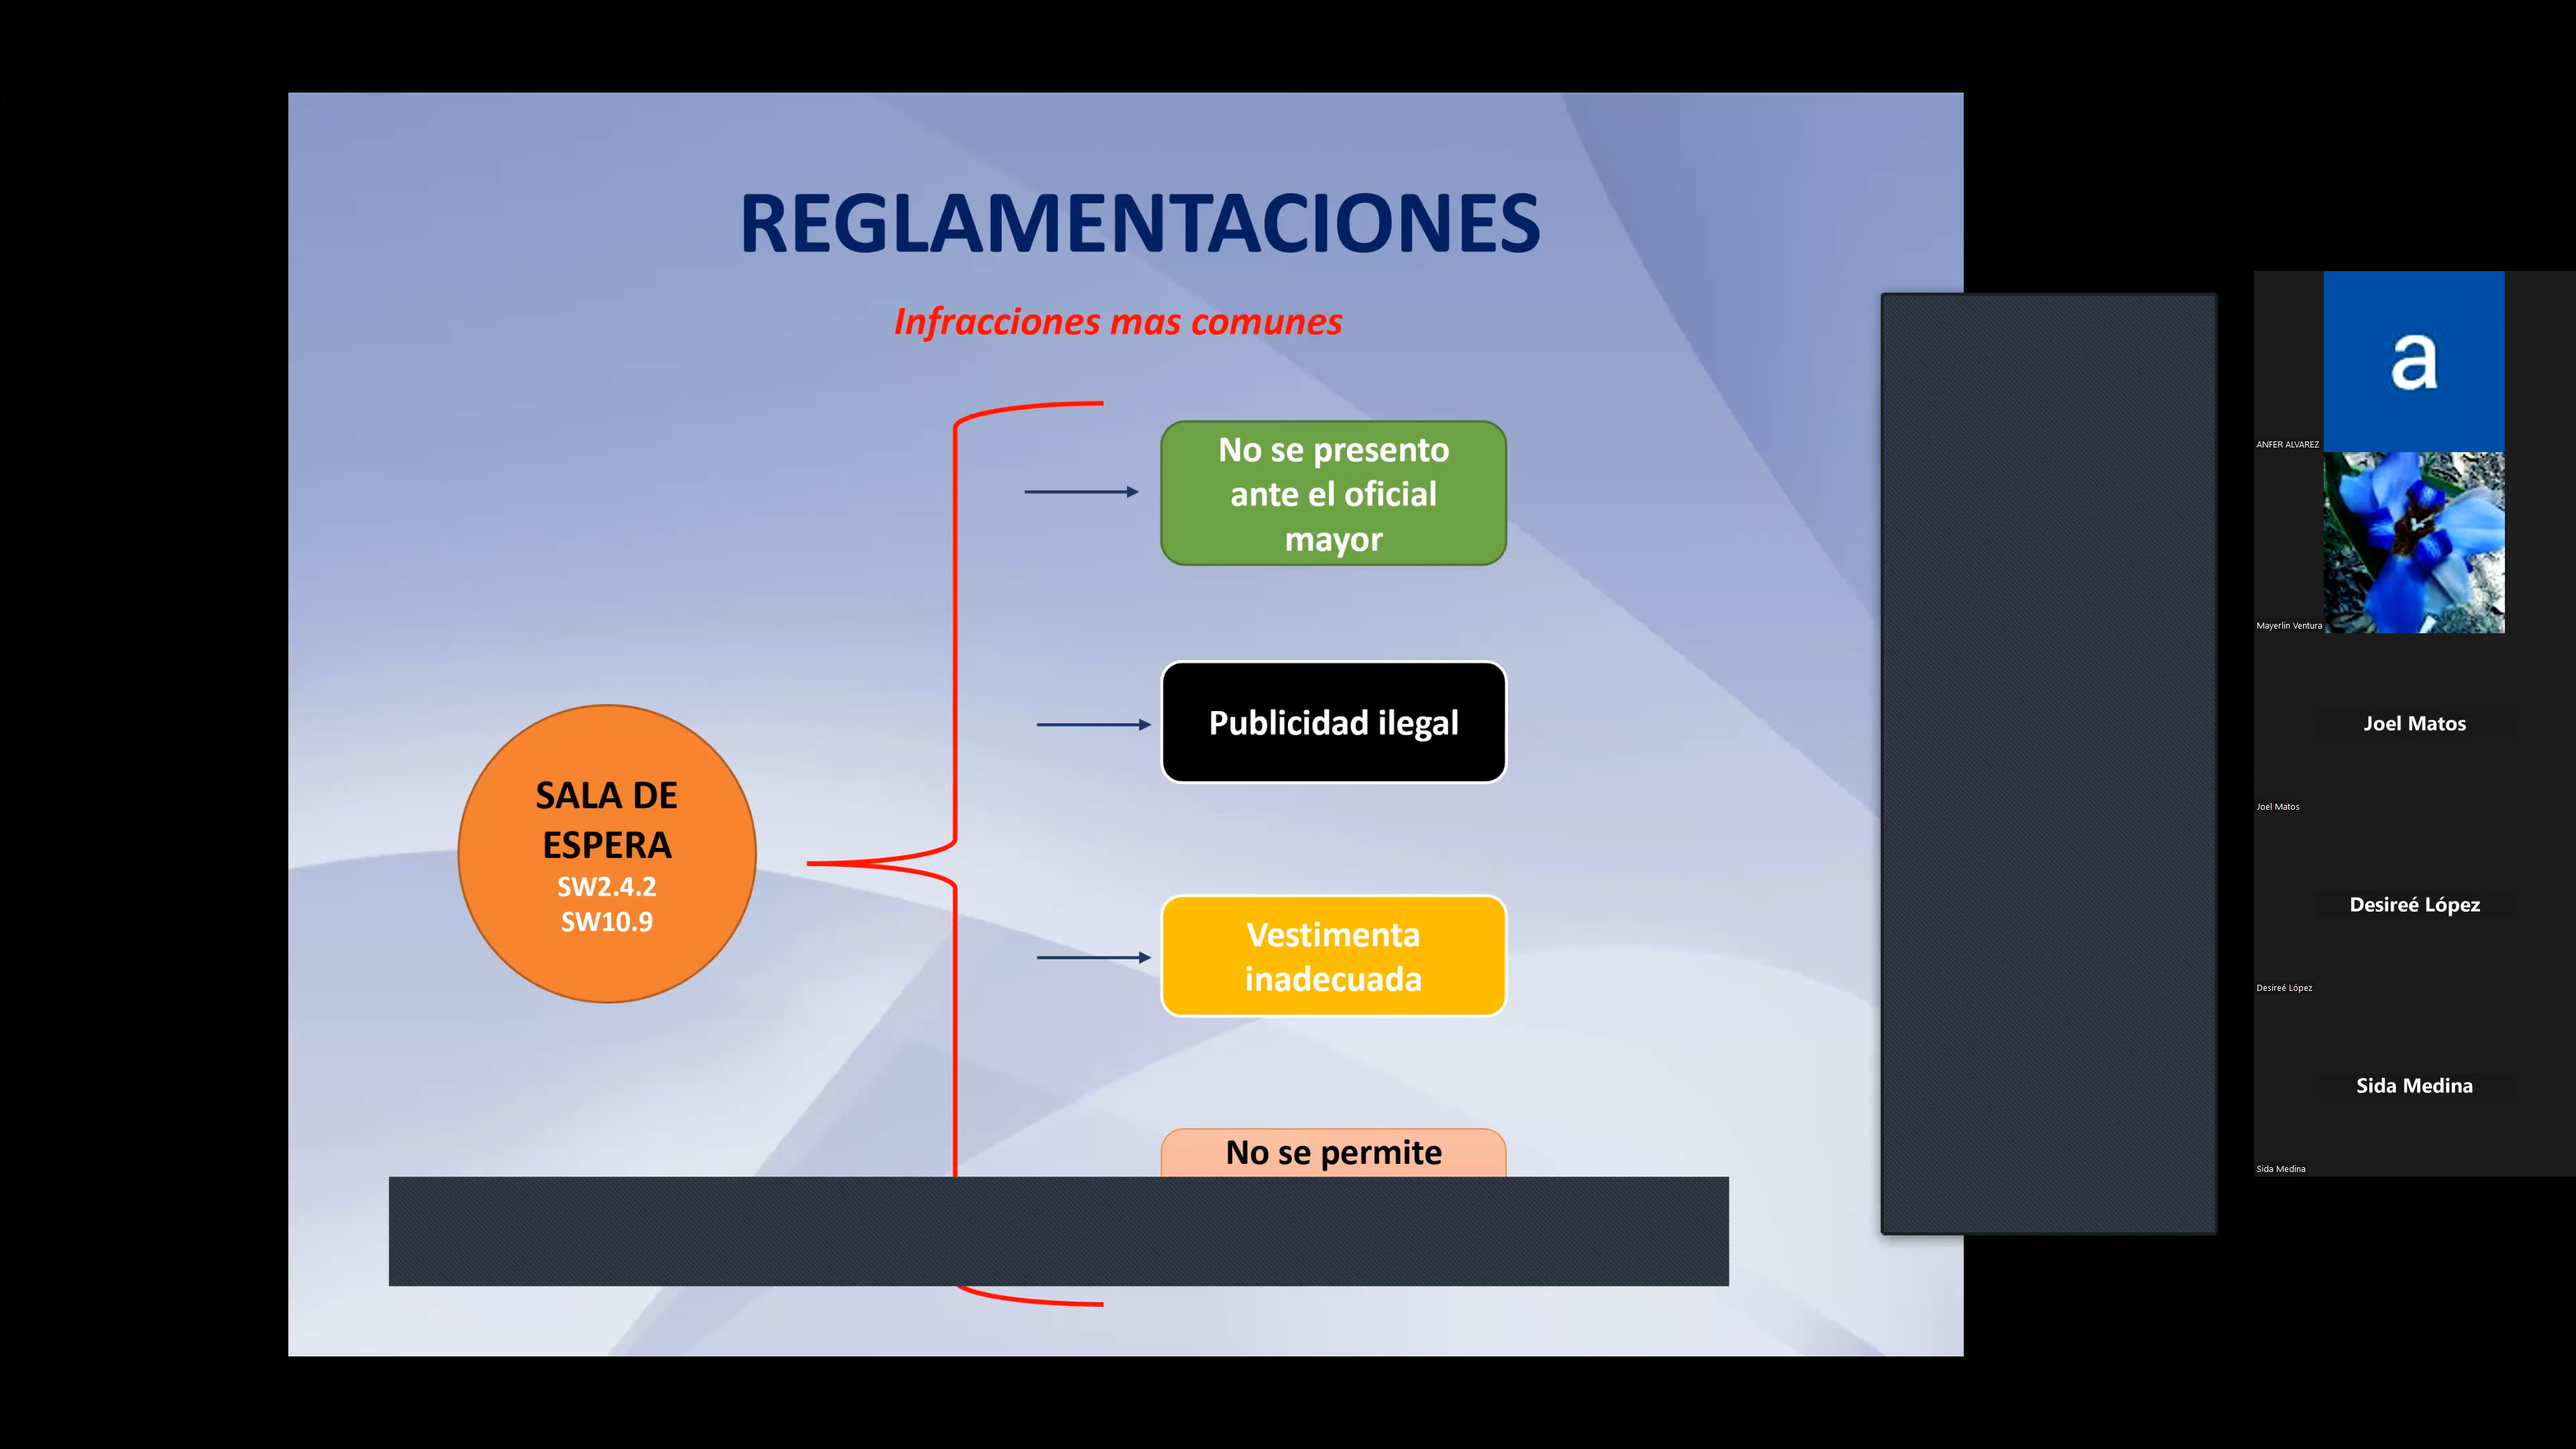 REGLAMENTACIONES
Infracciones mas comunes
No se presento
ante el oficial
mayor
Publicidad ilegal
SALA DE
ESPERA
SW2.4.2
SW10.9
Vestimenta
inadecuada
No se permite
a
ANFER ALVAREZ
Mayerlin Ventura
Joel Matos
Joel Matos
Desireé López
Desireé López
Sida Medina
Sida Medina